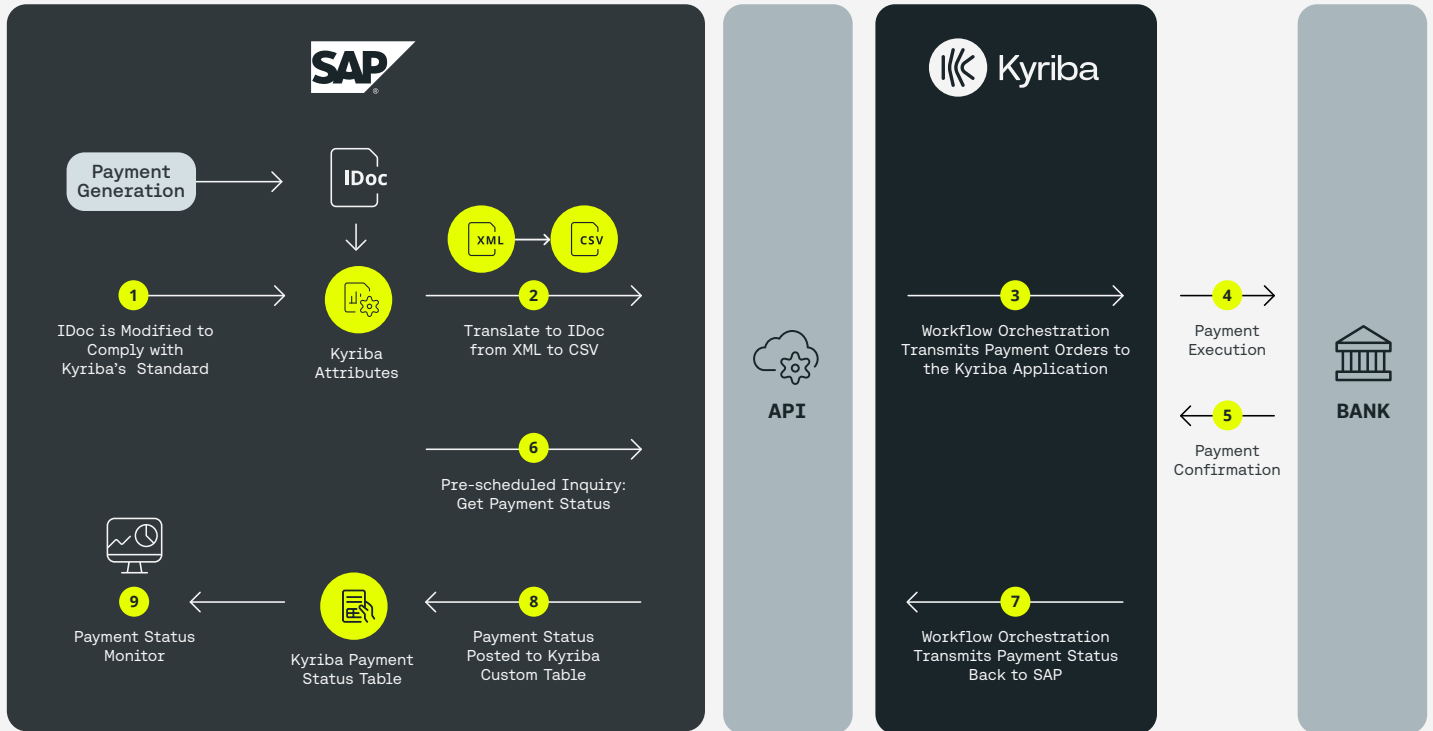 SAP
®
Kyriba
Payment
Generation
IDoc
XML
CSV
1
2
3
4
IDoc is Modified to
Comply with
Kyriba's  Standard
Kyriba
Attributes
Translate to IDoc
from XML to CSV
Workflow Orchestration
Transmits Payment Orders to
the Kyriba Application
Payment
Execution
API
BANK
5
Payment
Confirmation
6
Pre-scheduled Inquiry:
Get Payment Status
9
8
7
Payment Status
Monitor
Kyriba Payment
Status Table
Payment Status
Posted to Kyriba
Custom Table
Workflow Orchestration
Transmits Payment Status
Back to SAP